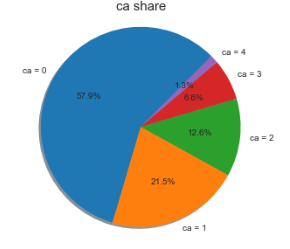 ca share
ca = 4
ca = 3
ca = 0
1.3%
6.6%
57.9%
12.6%
ca = 2
21.5%
ca = 1